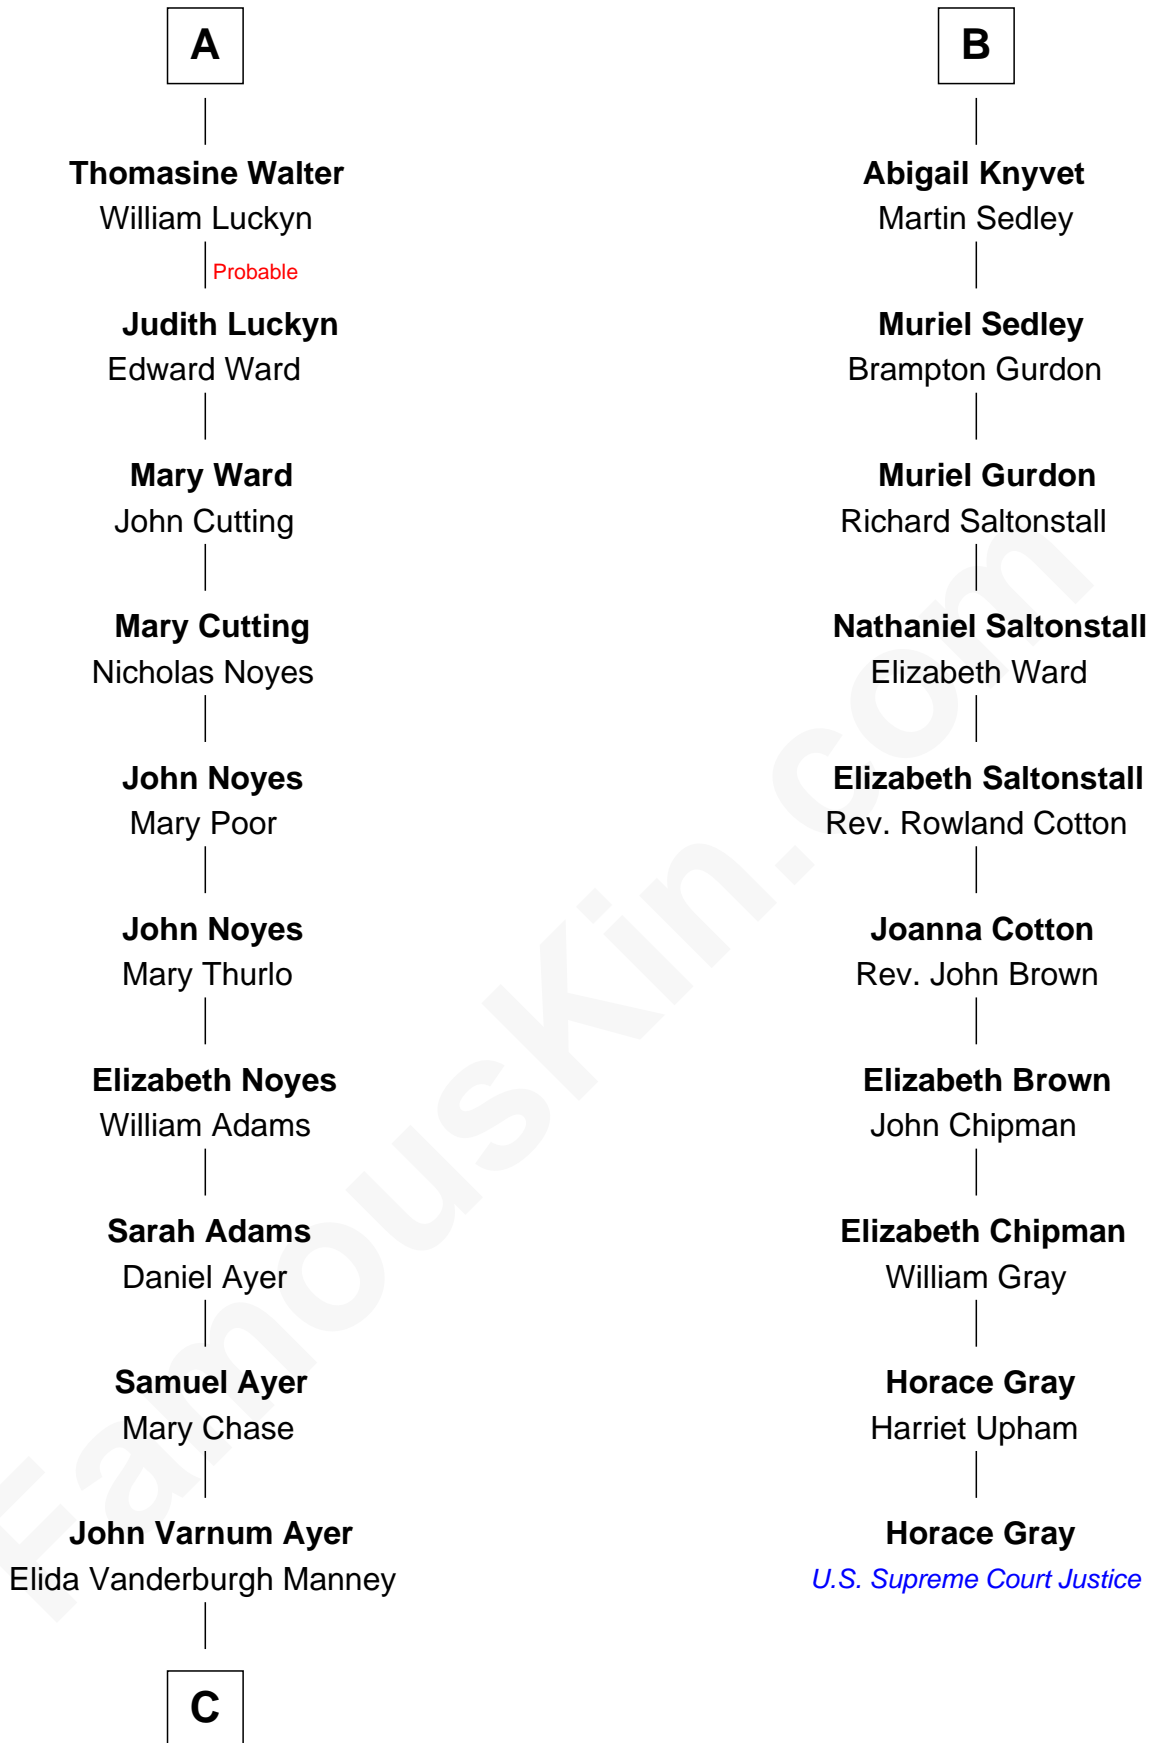 A
Thomasine Walter
William Luckyn
Probable
Judith Luckyn
Edward Ward
Mary Ward
John Cutting
Mary Cutting
Nicholas Noyes
John Noyes
Mary Poor
John Noyes
Mary Thurlo
Elizabeth Noyes
William Adams
Sarah Adams
Daniel Ayer
Samuel Ayer
Mary Chase
John Varnum Ayer
Elida Vanderburgh Manney
C
B
Abigail Knyvet
Martin Sedley
Muriel Sedley
Brampton Gurdon
Muriel Gurdon
Richard Saltonstall
Nathaniel Saltonstall
Elizabeth Ward
Elizabeth Saltonstall
Rev. Rowland Cotton
Joanna Cotton
Rev. John Brown
Elizabeth Brown
John Chipman
Elizabeth Chipman
William Gray
Horace Gray
Harriet Upham
Horace Gray
U.S. Supreme Court Justice
FamousKin.com